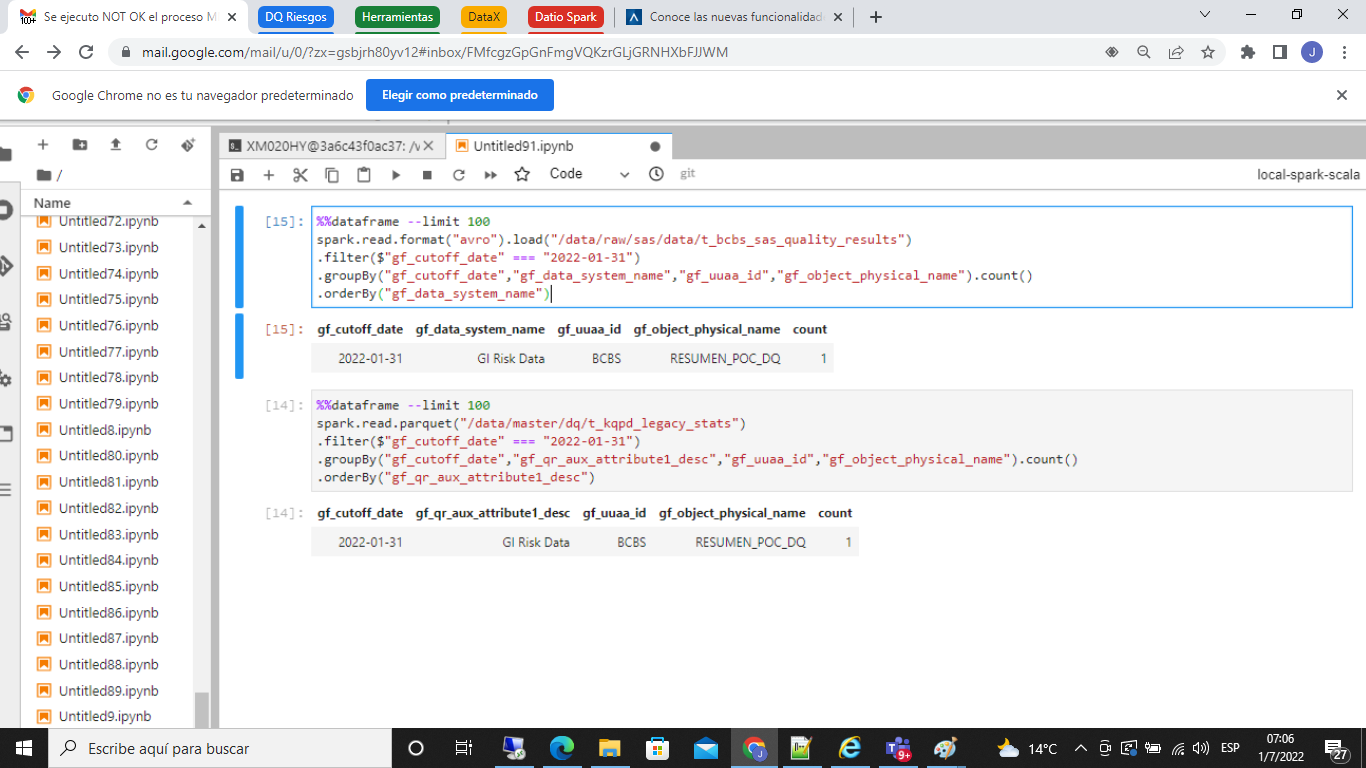 Se ejecuto NOT OK el proceso M
DQ Riesgos
Herramientas
DataX
Datio Spark
Conoce las nuevas funcionalidad
mail.google.com/mail/u/0/?zx=gsbjrh80yv12#inbox/FMfcgzGpGnFmgVQKzrGLjGRNHXbFJJWM
J
Google Chrome no es tu navegador predeterminado
Elegir como predeterminado
XM020HY@3a6c43f0ac37: /v
Untitled91.ipynb
Code
git
local-spark-scala
/
Name
Untitled72.ipynb
Untitled73.ipynb
Untitled74.ipynb
Untitled75.ipynb
Untitled76.ipynb
Untitled77.ipynb
Untitled78.ipynb
Untitled79.ipynb
Untitled8.ipynb
Untitled80.ipynb
Untitled81.ipynb
Untitled82.ipynb
Untitled83.ipynb
Untitled84.ipynb
Untitled85.ipynb
Untitled86.ipynb
Untitled87.ipynb
Untitled88.ipynb
Untitled89.ipynb
Untitled9.ipynb
[15]: %%dataframe --limit 100
spark.read.format("avro").load("/data/raw/sas/data/t_bcbs_sas_quality_results")
.filter($"gf_cutoff_date" === "2022-01-31")
.groupBy("gf_cutoff_date","gf_data_system_name","gf_uuaa_id","gf_object_physical_name").count()
.orderBy("gf_data_system_name")
[15]: gf_cutoff_date gf_data_system_name gf_uuaa_id gf_object_physical_name count
2022-01-31 GI Risk Data BCBS RESUMEN_POC_DQ 1
[14]: %%dataframe --limit 100
spark.read.parquet("/data/master/dq/t_kqpd_legacy_stats")
.filter($"gf_cutoff_date" === "2022-01-31")
.groupBy("gf_cutoff_date","gf_qr_aux_attribute1_desc","gf_uuaa_id","gf_object_physical_name").count()
.orderBy("gf_qr_aux_attribute1_desc")
[14]: gf_cutoff_date gf_qr_aux_attribute1_desc gf_uuaa_id gf_object_physical_name count
2022-01-31 GI Risk Data BCBS RESUMEN_POC_DQ 1
Escribe aquí para buscar
9+
14°C
ESP
07:06
1/7/2022
27